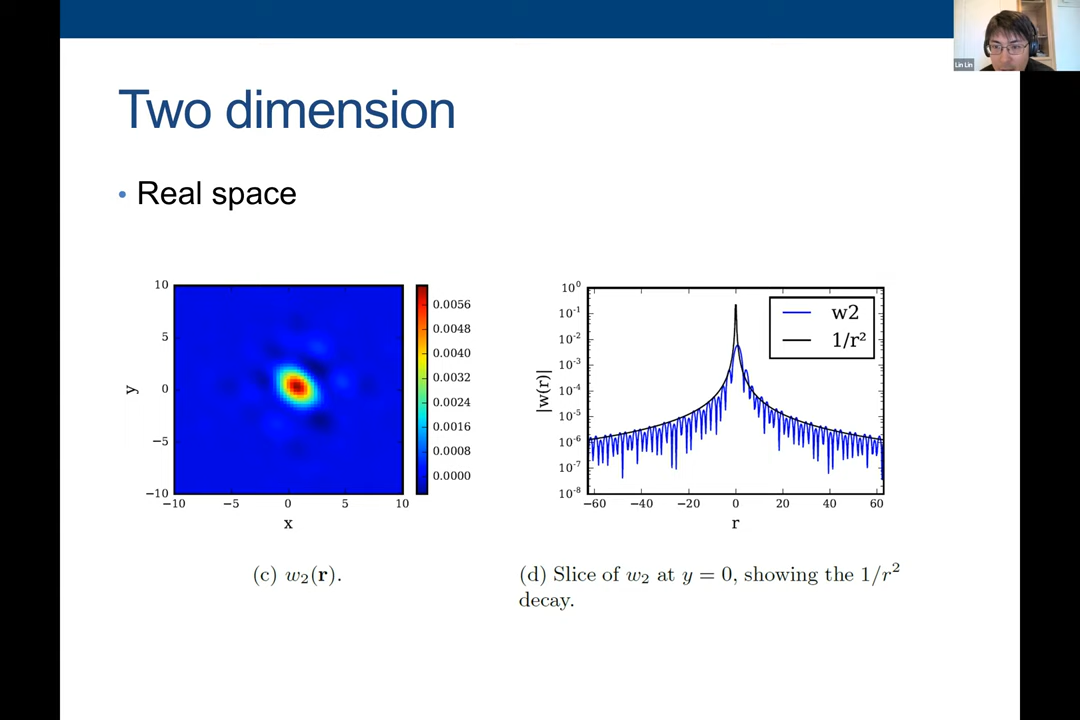 Lin Lin
Two dimension
• Real space
10
5
0
−5
−10
y
−10 −5 0 5 10
x
0.0056
0.0048
0.0040
0.0032
0.0024
0.0016
0.0008
0.0000
10⁰
10⁻¹
10⁻²
10⁻³
10⁻⁴
10⁻⁵
10⁻⁶
10⁻⁷
10⁻⁸
|w(r)|
w2
1/r²
−60 −40 −20 0 20 40 60
r
(c) w₂(r).
(d) Slice of w₂ at y = 0, showing the 1/r²
decay.